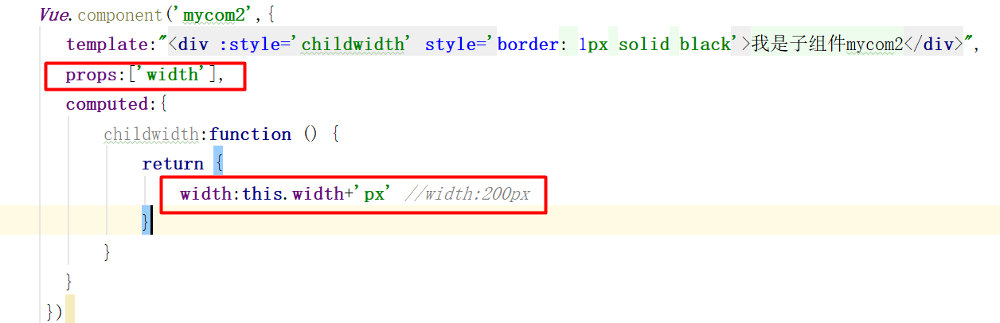 Vue.component('mycom2',{
template:"<div :style='childwidth' style='border: 1px solid black'>我是子组件mycom2</div>",
props:['width'],
computed:{
childwidth:function () {
return {
width:this.width+'px' //width:200px
}
}
}
})